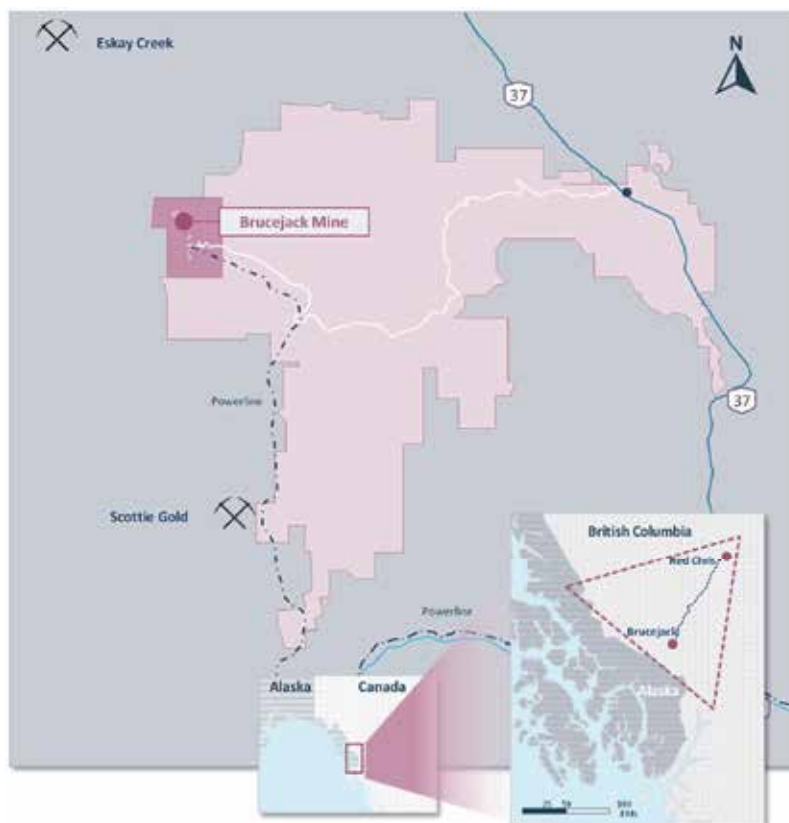 Eskay Creek
N
37
Brucejack Mine
37
Powerline
Scottie Gold
British Columbia
Red Chris
Brucejack
Alaska
Powerline
Alaska
Canada